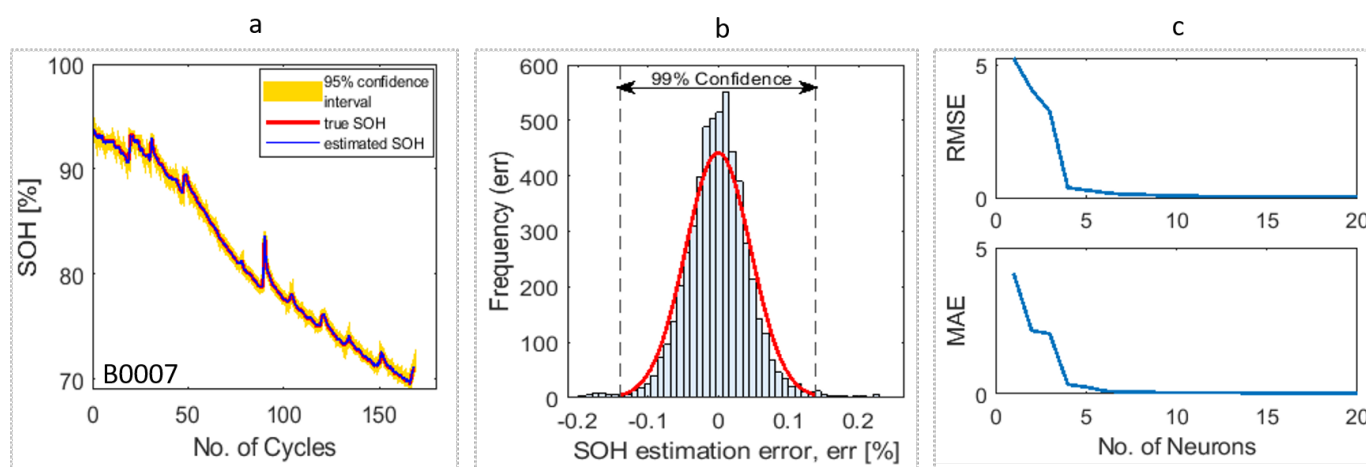 a
100
90
80
70
SOH [%]
95% confidence
interval
true SOH
estimated SOH
B0007
0 50 100 150
No. of Cycles
b
600
500
400
300
200
100
0
Frequency (err)
99% Confidence
-0.2 -0.1 0 0.1 0.2
SOH estimation error, err [%]
c
5
0
RMSE
0 5 10 15 20
5
0
MAE
0 5 10 15 20
No. of Neurons